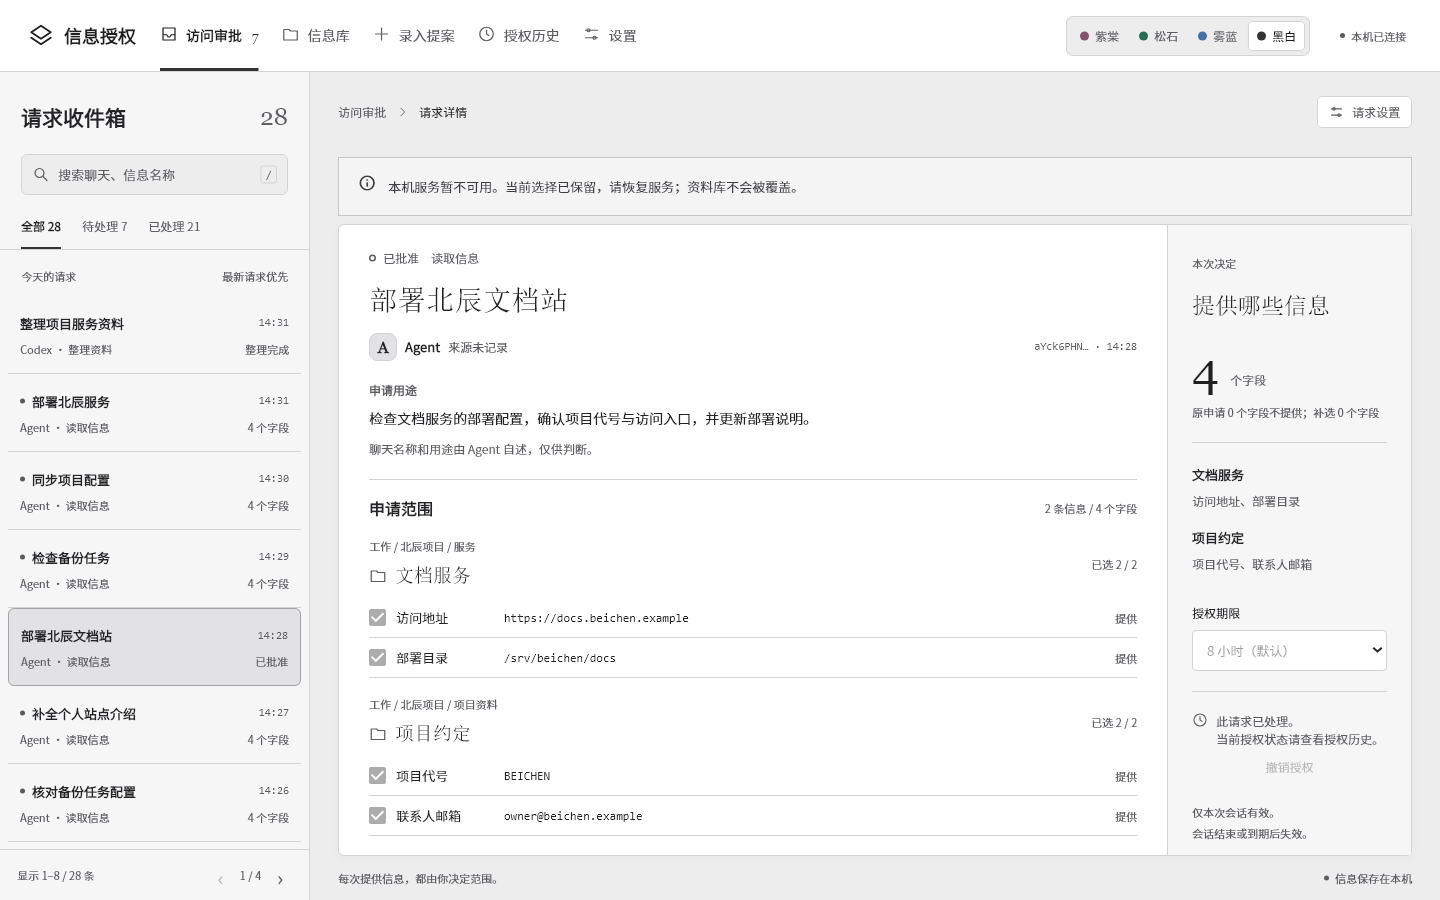 信息授权
访问审批 7
信息库
录入提案
授权历史
设置
紫棠
松石
雾蓝
黑白
本机已连接
请求收件箱 28
搜索聊天、信息名称 /
全部 28 待处理 7 已处理 21
今天的请求 最新请求优先
整理项目服务资料 14:31
Codex · 整理资料 整理完成
部署北辰服务 14:31
Agent · 读取信息 4 个字段
同步项目配置 14:30
Agent · 读取信息 4 个字段
检查备份任务 14:29
Agent · 读取信息 4 个字段
部署北辰文档站 14:28
Agent · 读取信息 已批准
补全个人站点介绍 14:27
Agent · 读取信息 4 个字段
核对备份任务配置 14:26
Agent · 读取信息 4 个字段
显示 1–8 / 28 条 ‹ 1 / 4 ›
访问审批 > 请求详情
请求设置
本机服务暂不可用。当前选择已保留，请恢复服务；资料库不会被覆盖。
已批准 读取信息
部署北辰文档站
A Agent 来源未记录 aYck6PHN… · 14:28
申请用途
检查文档服务的部署配置，确认项目代号与访问入口，并更新部署说明。
聊天名称和用途由 Agent 自述，仅供判断。
申请范围 2 条信息 / 4 个字段
工作 / 北辰项目 / 服务
文档服务 已选 2 / 2
访问地址 https://docs.beichen.example 提供
部署目录 /srv/beichen/docs 提供
工作 / 北辰项目 / 项目资料
项目约定 已选 2 / 2
项目代号 BEICHEN 提供
联系人邮箱 owner@beichen.example 提供
本次决定
提供哪些信息
4 个字段
原申请 0 个字段不提供；补选 0 个字段
文档服务
访问地址、部署目录
项目约定
项目代号、联系人邮箱
授权期限
8 小时（默认）
此请求已处理。
当前授权状态请查看授权历史。
撤销授权
仅本次会话有效。
会话结束或到期后失效。
每次提供信息，都由你决定范围。
信息保存在本机